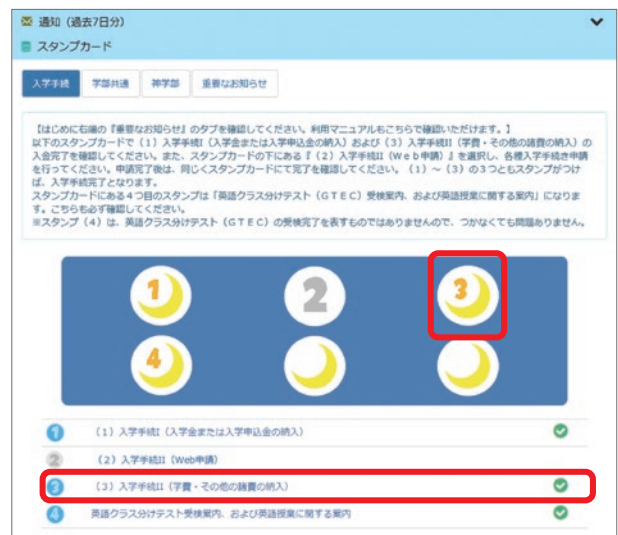 通知（過去7日分）
スタンプカード
入学手続 学部共通 神学部 重要なお知らせ
【はじめに右端の『重要なお知らせ』のタブを確認してください。利用マニュアルもこちらで確認いただけます。】
以下のスタンプカードで（1）入学手続I（入学金または入学申込金の納入）および（3）入学手続II（学費・その他の諸費の納入）の
入金完了を確認してください。また、スタンプカードの下にある『（2）入学手続II（Ｗｅｂ申請）』を選択し、各種入学手続き申請
を行ってください。申請完了後は、同じくスタンプカードにて完了を確認してください。（1）～（3）の3つともスタンプがつけ
ば、入学手続完了となります。
スタンプカードにある4つ目のスタンプは「英語クラス分けテスト（ＧＴＥＣ）受検案内、および英語授業に関する案内」になりま
す。こちらも必ず確認してください。
※スタンプ（4）は、英語クラス分けテスト（ＧＴＥＣ）の受検完了を表すものではありませんので、つかなくても問題ありません。
1 2 3
4
1 （1）入学手続I（入学金または入学申込金の納入）
2 （2）入学手続II（Web申請）
3 （3）入学手続II（学費・その他の諸費の納入）
4 英語クラス分けテスト受検案内、および英語授業に関する案内